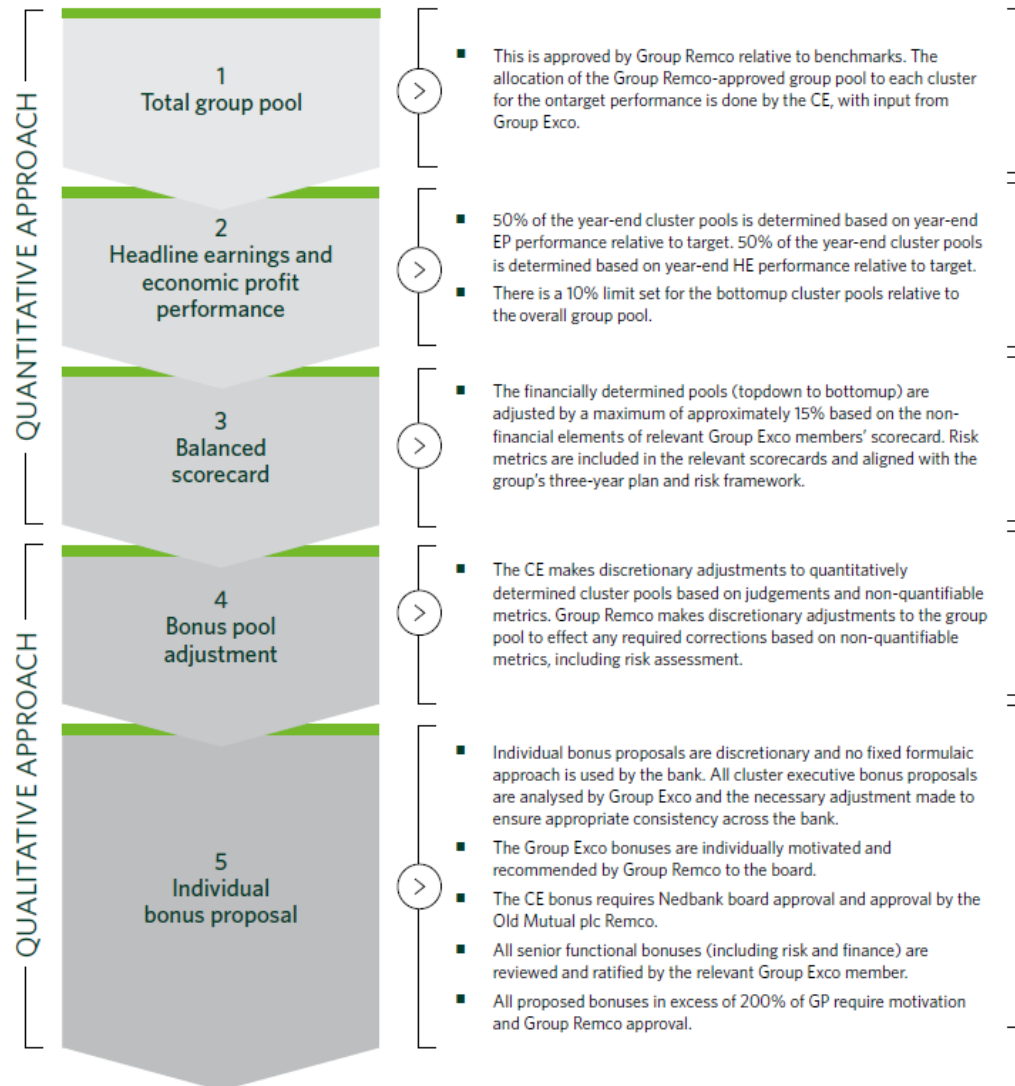 QUANTITATIVE APPROACH
1
Total group pool
■ This is approved by Group Remco relative to benchmarks. The
allocation of the Group Remco-approved group pool to each cluster
for the ontarget performance is done by the CE, with input from
Group Exco.
2
Headline earnings and
economic profit
performance
■ 50% of the year-end cluster pools is determined based on year-end
EP performance relative to target. 50% of the year-end cluster pools
is determined based on year-end HE performance relative to target.
■ There is a 10% limit set for the bottomup cluster pools relative to
the overall group pool.
3
Balanced
scorecard
■ The financially determined pools (topdown to bottomup) are
adjusted by a maximum of approximately 15% based on the non-
financial elements of relevant Group Exco members' scorecard. Risk
metrics are included in the relevant scorecards and aligned with the
group's three-year plan and risk framework.
QUALITATIVE APPROACH
4
Bonus pool
adjustment
■ The CE makes discretionary adjustments to quantitatively
determined cluster pools based on judgements and non-quantifiable
metrics. Group Remco makes discretionary adjustments to the group
pool to effect any required corrections based on non-quantifiable
metrics, including risk assessment.
5
Individual
bonus proposal
■ Individual bonus proposals are discretionary and no fixed formulaic
approach is used by the bank. All cluster executive bonus proposals
are analysed by Group Exco and the necessary adjustment made to
ensure appropriate consistency across the bank.
■ The Group Exco bonuses are individually motivated and
recommended by Group Remco to the board.
■ The CE bonus requires Nedbank board approval and approval by the
Old Mutual plc Remco.
■ All senior functional bonuses (including risk and finance) are
reviewed and ratified by the relevant Group Exco member.
■ All proposed bonuses in excess of 200% of GP require motivation
and Group Remco approval.